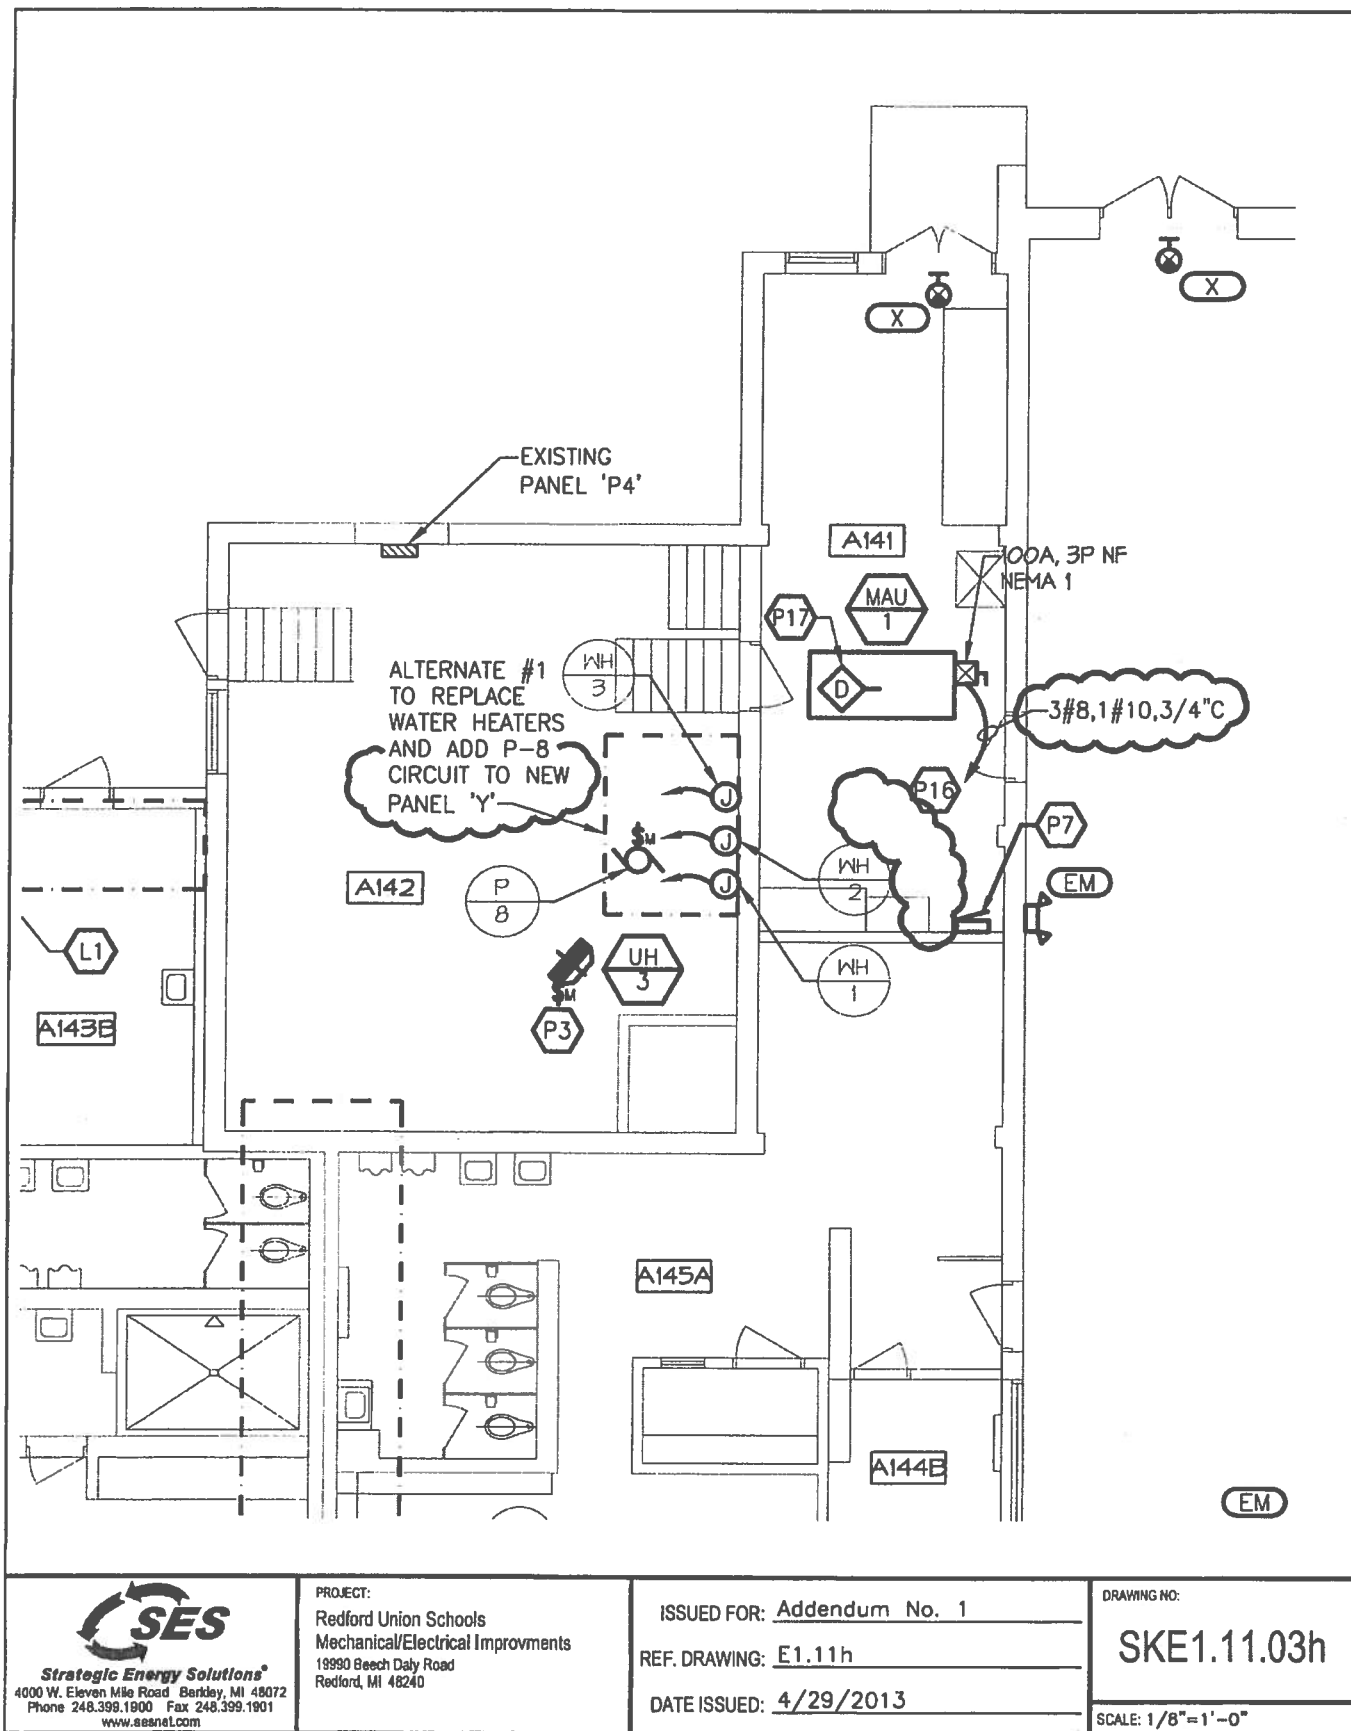 X
X
EXISTING
PANEL 'P4'
A141
100A, 3P NF
NEMA 1
MAU
1
P17
D
ALTERNATE #1
TO REPLACE
WATER HEATERS
AND ADD P-8
CIRCUIT TO NEW
PANEL 'Y'
WH
3
3#8,1#10,3/4"C
J
P16
P7
$M
J
WH
2
EM
A142
P
8
J
L1
UH
3
WH
1
$M
P3
A143B
A145A
A144B
EM
SES
Strategic Energy Solutions®
4000 W. Eleven Mile Road Berkley, MI 48072
Phone 248.399.1900 Fax 248.399.1901
www.sesnet.com
PROJECT:
Redford Union Schools
Mechanical/Electrical Improvments
19990 Beech Daly Road
Redford, MI 48240
ISSUED FOR: Addendum No. 1
REF. DRAWING: E1.11h
DATE ISSUED: 4/29/2013
DRAWING NO:
SKE1.11.03h
SCALE: 1/8"=1'-0"